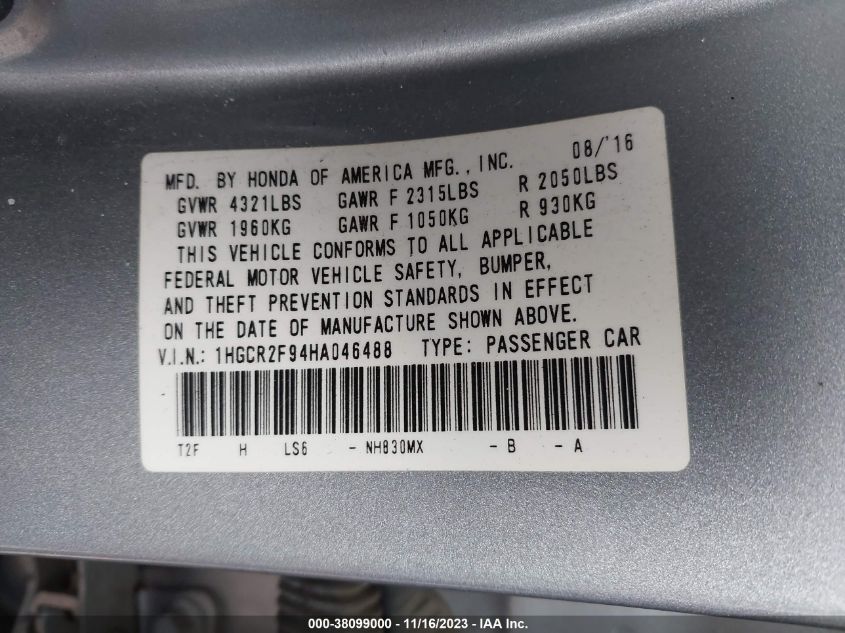 MFD. BY HONDA OF AMERICA MFG., INC. 08/'16
GVWR 4321LBS GAWR F 2315LBS R 2050LBS
GVWR 1960KG GAWR F 1050KG R 930KG
THIS VEHICLE CONFORMS TO ALL APPLICABLE
FEDERAL MOTOR VEHICLE SAFETY, BUMPER,
AND THEFT PREVENTION STANDARDS IN EFFECT
ON THE DATE OF MANUFACTURE SHOWN ABOVE.
V.I.N.: 1HGCR2F94HA046488 TYPE: PASSENGER CAR
T2F H LS6 - NH830MX - B - A
000-38099000 - 11/16/2023 - IAA Inc.